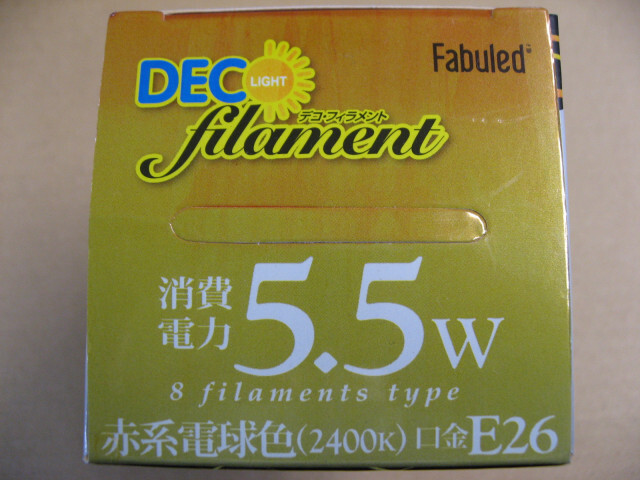 DECO
LIGHT
Fabuled
デコ・フィラメント
filament
消費
電力
5.5W
8 filaments type
赤系電球色(2400K) 口金E26